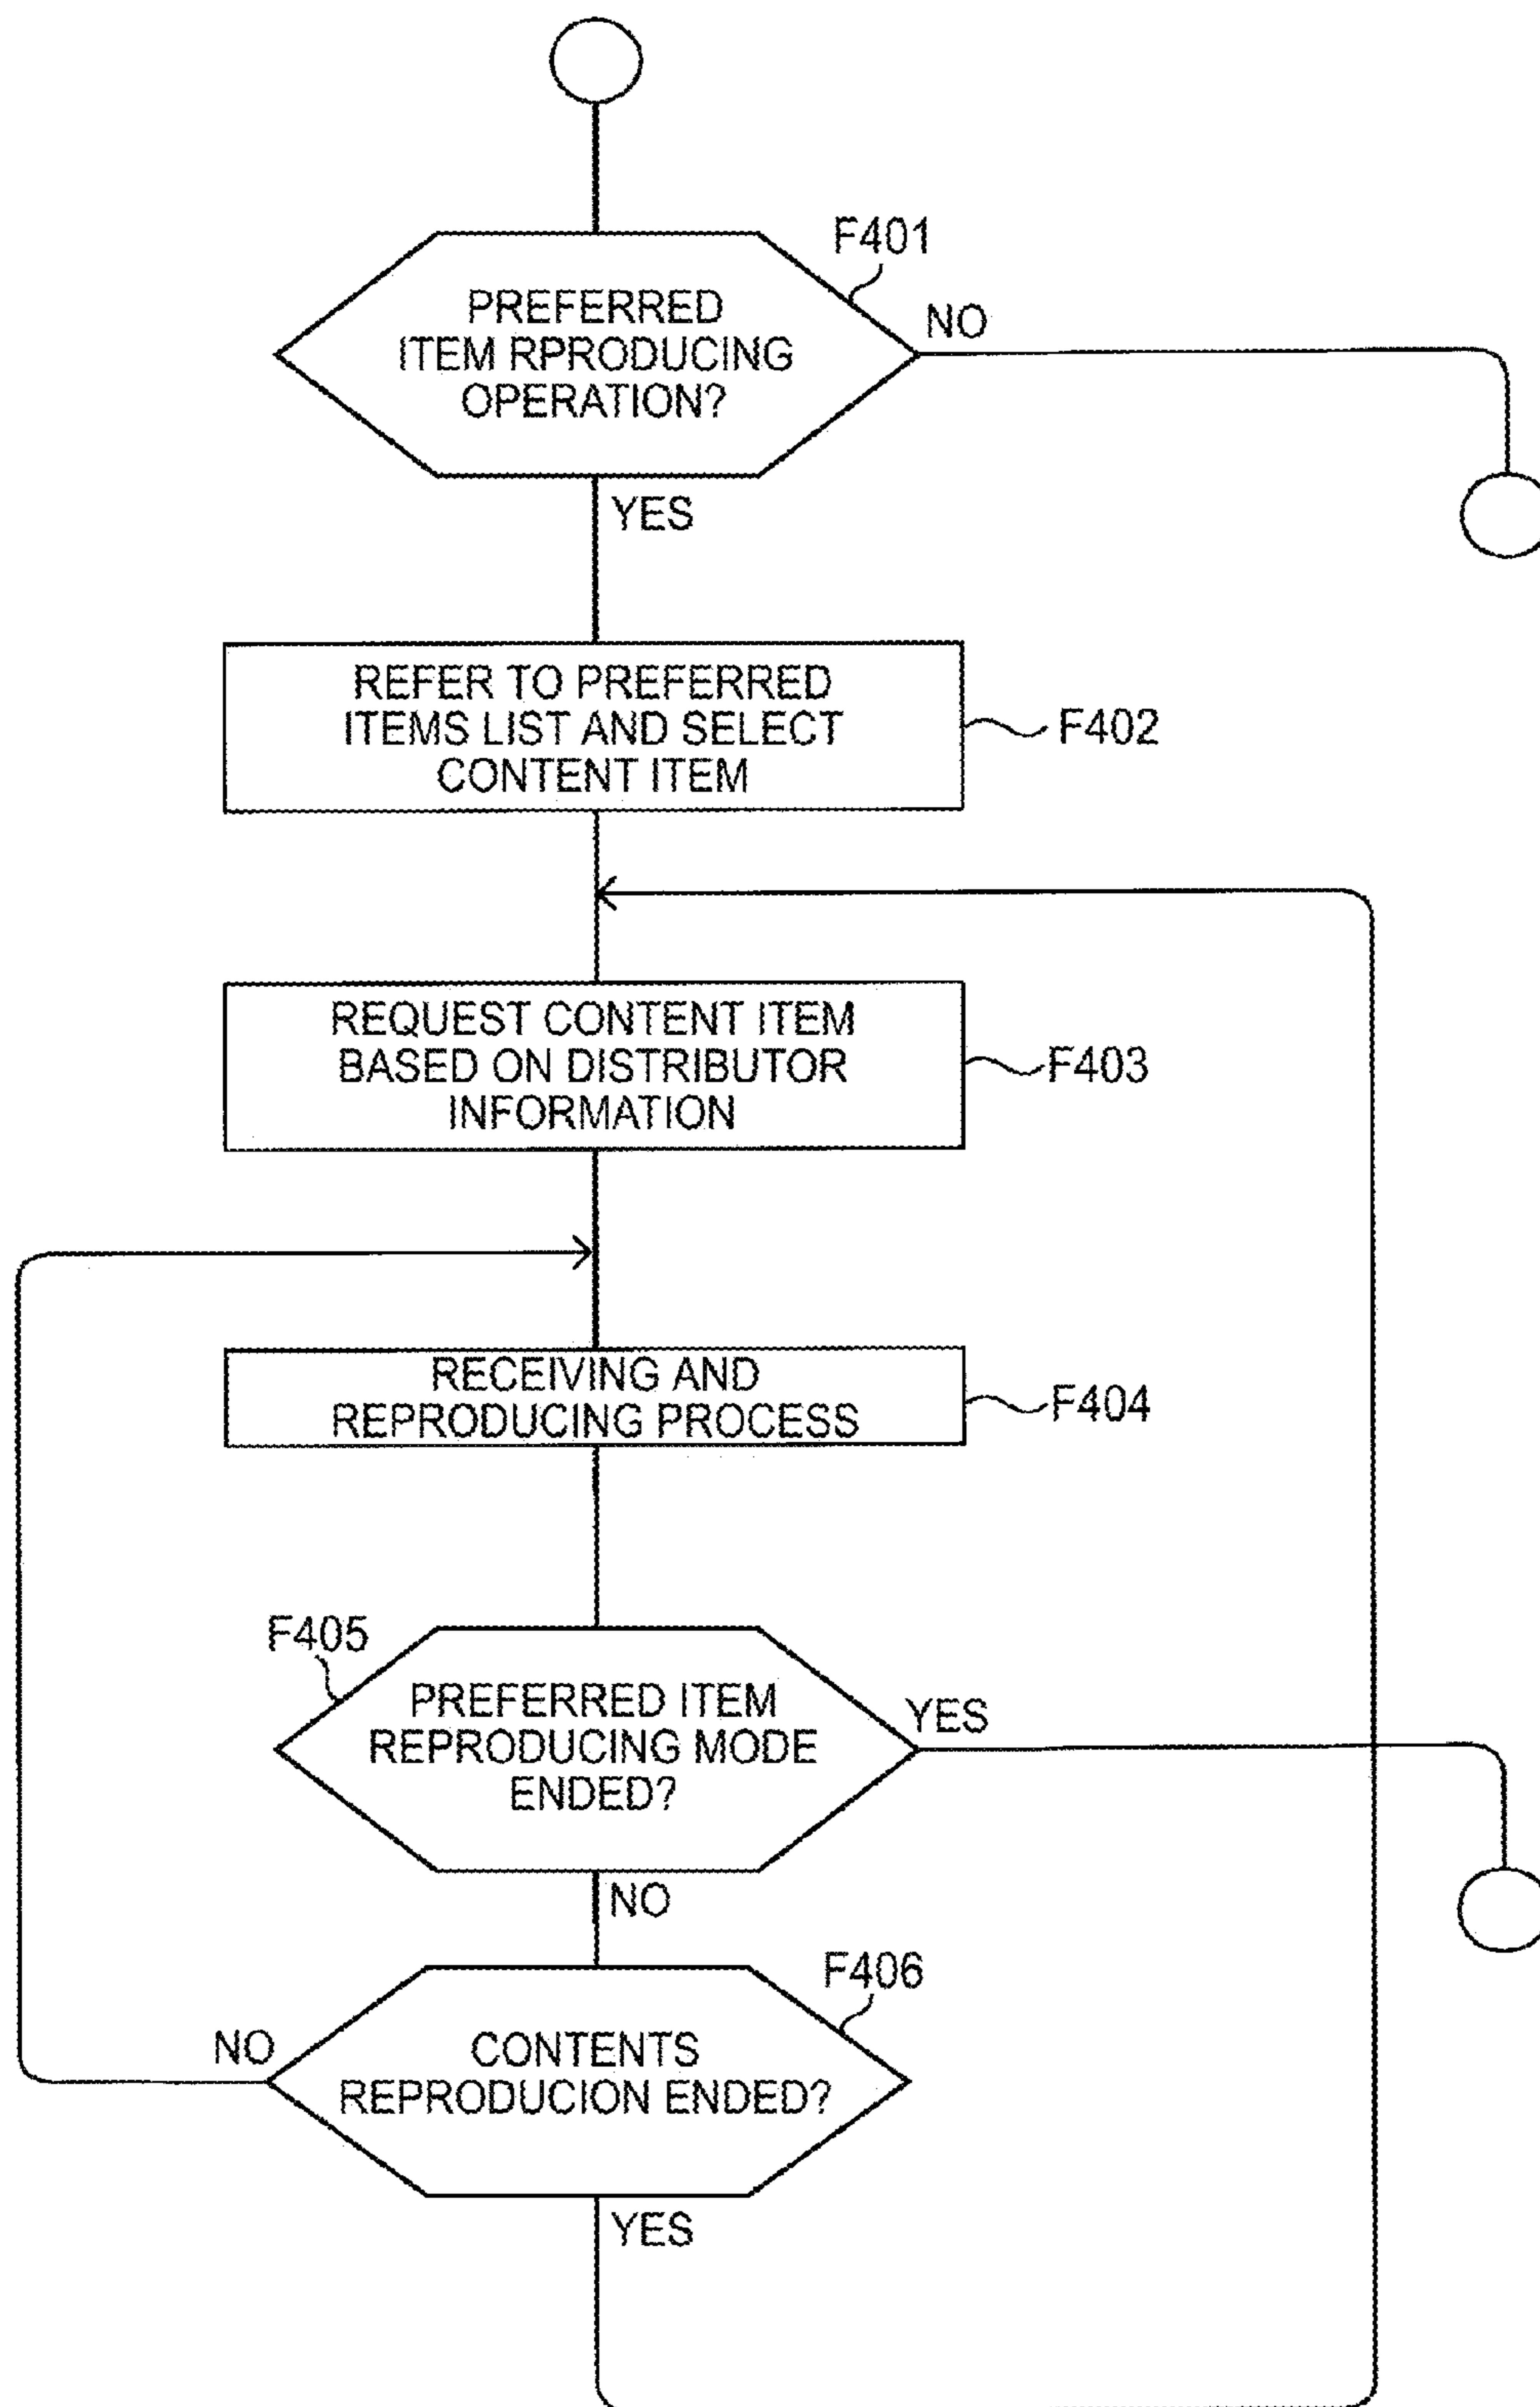 F401
PREFERRED
ITEM RPRODUCING
OPERATION?
NO
YES
REFER TO PREFERRED
ITEMS LIST AND SELECT
CONTENT ITEM
F402
REQUEST CONTENT ITEM
BASED ON DISTRIBUTOR
INFORMATION
F403
RECEIVING AND
REPRODUCING PROCESS
F404
F405
PREFERRED ITEM
REPRODUCING MODE
ENDED?
YES
NO
F406
NO
CONTENTS
REPRODUCION ENDED?
YES